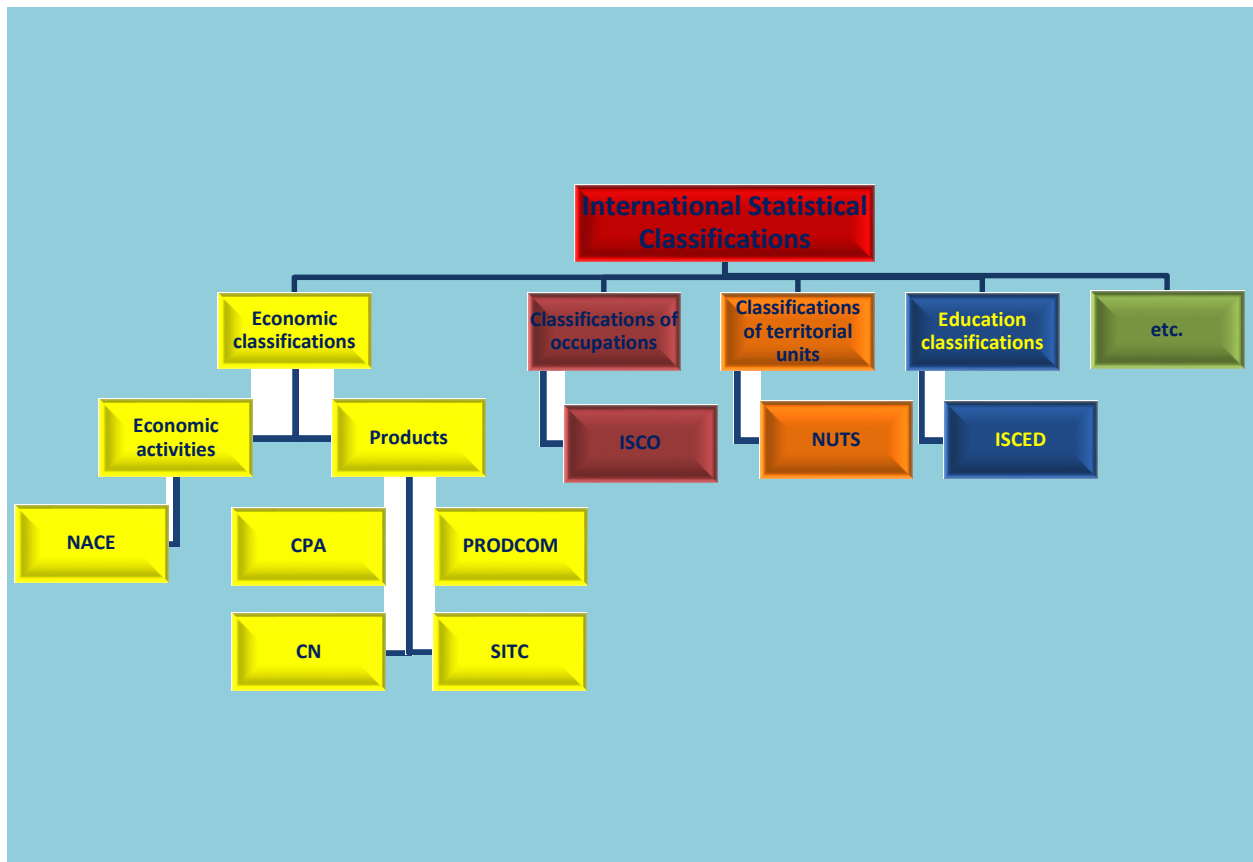 International Statistical
Classifications
Economic
classifications
Classifications of
occupations
Classifications
of territorial
units
Education
classifications
etc.
Economic
activities
Products
ISCO
NUTS
ISCED
NACE
CPA
PRODCOM
CN
SITC